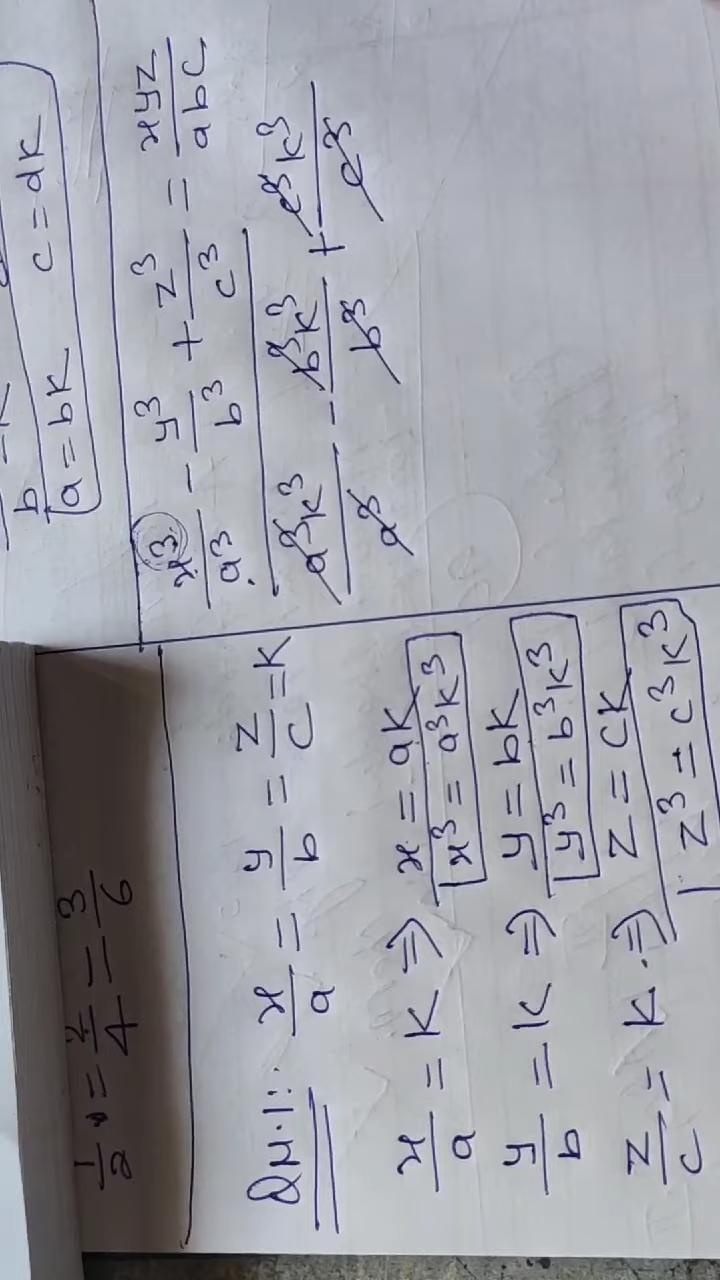 a = bK c = dK
1/2 = 2/4 = 3/6
Qn.1: x/a = y/b = z/c = K
x/a = K ⇒ x = aK
x³ = a³K³
y/b = K ⇒ y = bK
y³ = b³K³
z/c = K ⇒ z = cK
z³ = c³K³
x³/a³ - y³/b³ + z³/c³ = xyz/abc
a³K³/a³ - b³K³/b³ + c³K³/c³